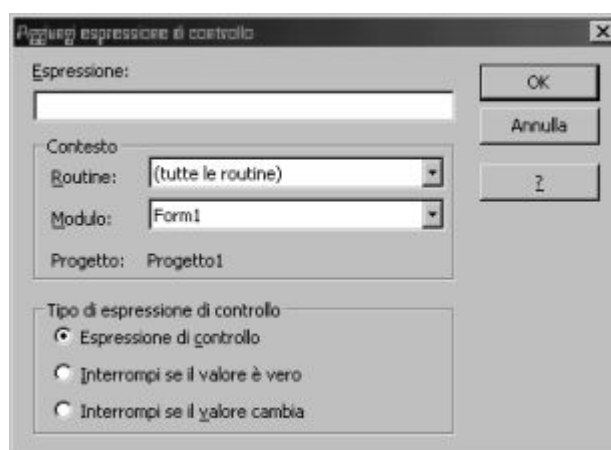 Aggiungi espressione di controllo
Espressione:
OK
Annulla
?
Contesto
Routine: (tutte le routine)
Modulo: Form1
Progetto: Progetto1
Tipo di espressione di controllo
Espressione di controllo
Interrompi se il valore è vero
Interrompi se il valore cambia